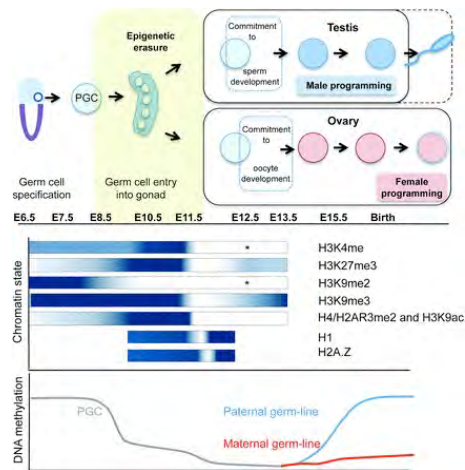 Epigenetic
erasure
Commitment
to
sperm
development
Testis
Male programming
PGC
Commitment
to
oocyte
development
Ovary
Female
programming
Germ cell
specification
Germ cell entry
into gonad
E6.5 E7.5 E8.5 E10.5 E11.5 E12.5 E13.5 E15.5 Birth
Chromatin state
H3K4me
*
H3K27me3
H3K9me2
*
H3K9me3
H4/H2AR3me2 and H3K9ac
H1
H2A.Z
DNA methylation
PGC
Paternal germ-line
Maternal germ-line